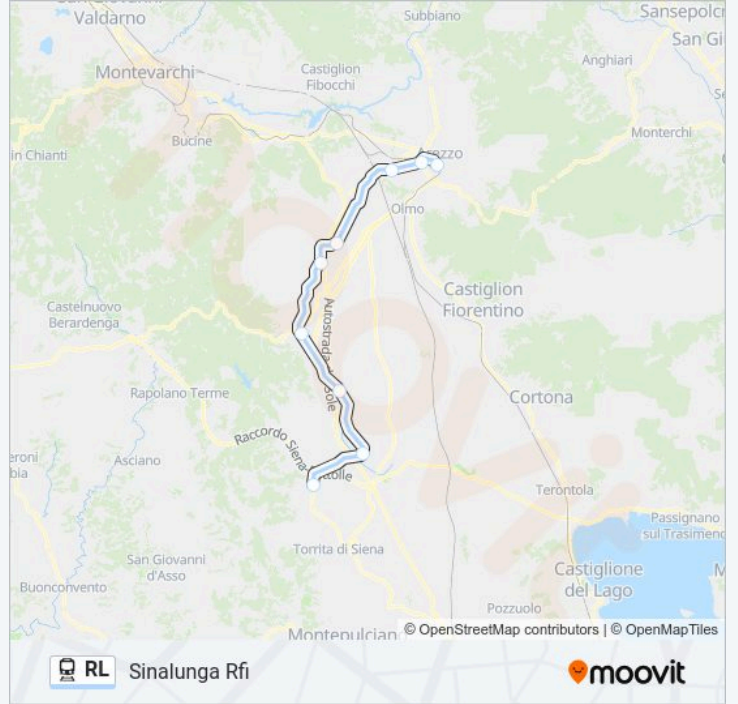 Valdarno
Subbiano
Sansepolcr
San Gi
Anghiari
Montevarchi
Castiglion
Fibocchi
Monterchi
Bucine
in Chianti
Arezzo
Olmo
Castiglion
Fiorentino
Castelnuovo
Berardenga
Autostrada
Sole
Rapolano Terme
Cortona
Raccordo Siena
Asciano
Terontola
Passignano
sul Trasimeno
Torrita di Siena
San Giovanni
d'Asso
Castiglione
del Lago
Buonconvento
Pozzuolo
Montepulciano
© OpenStreetMap contributors | © OpenMapTiles
RL Sinalunga Rfi
moovit